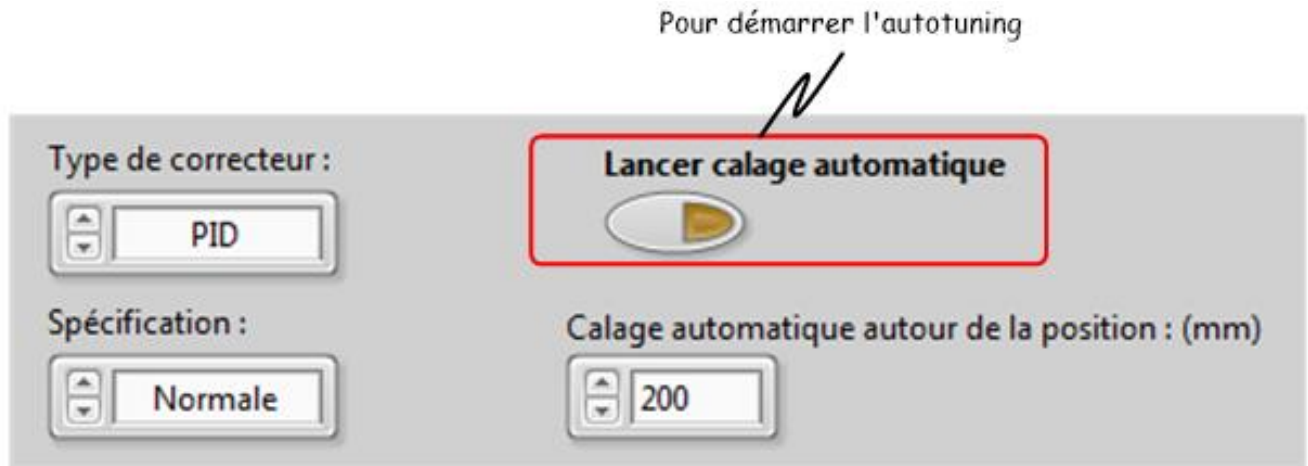 Pour démarrer l'autotuning
Type de correcteur :
PID
Lancer calage automatique
Spécification :
Normale
Calage automatique autour de la position : (mm)
200